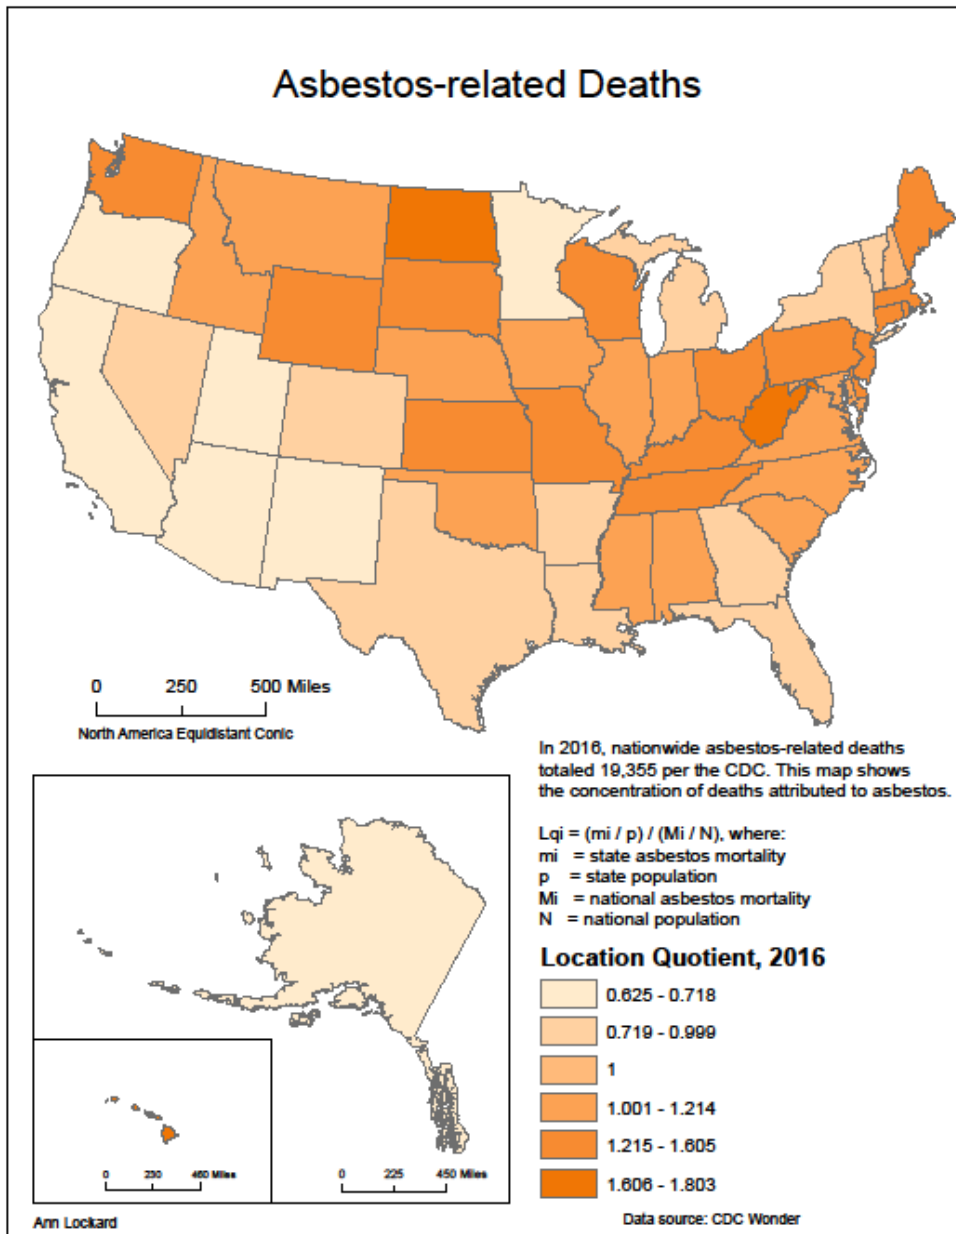 Asbestos-related Deaths
0 250 500 Miles
North America Equidistant Conic
In 2016, nationwide asbestos-related deaths
totaled 19,355 per the CDC. This map shows
the concentration of deaths attributed to asbestos.
Lqi = (mi / p) / (Mi / N), where:
mi = state asbestos mortality
p = state population
Mi = national asbestos mortality
N = national population
Location Quotient, 2016
0.625 - 0.718
0.719 - 0.999
1
1.001 - 1.214
1.215 - 1.605
1.606 - 1.803
0 230 460 Miles
0 225 450 Miles
Ann Lockard
Data source: CDC Wonder